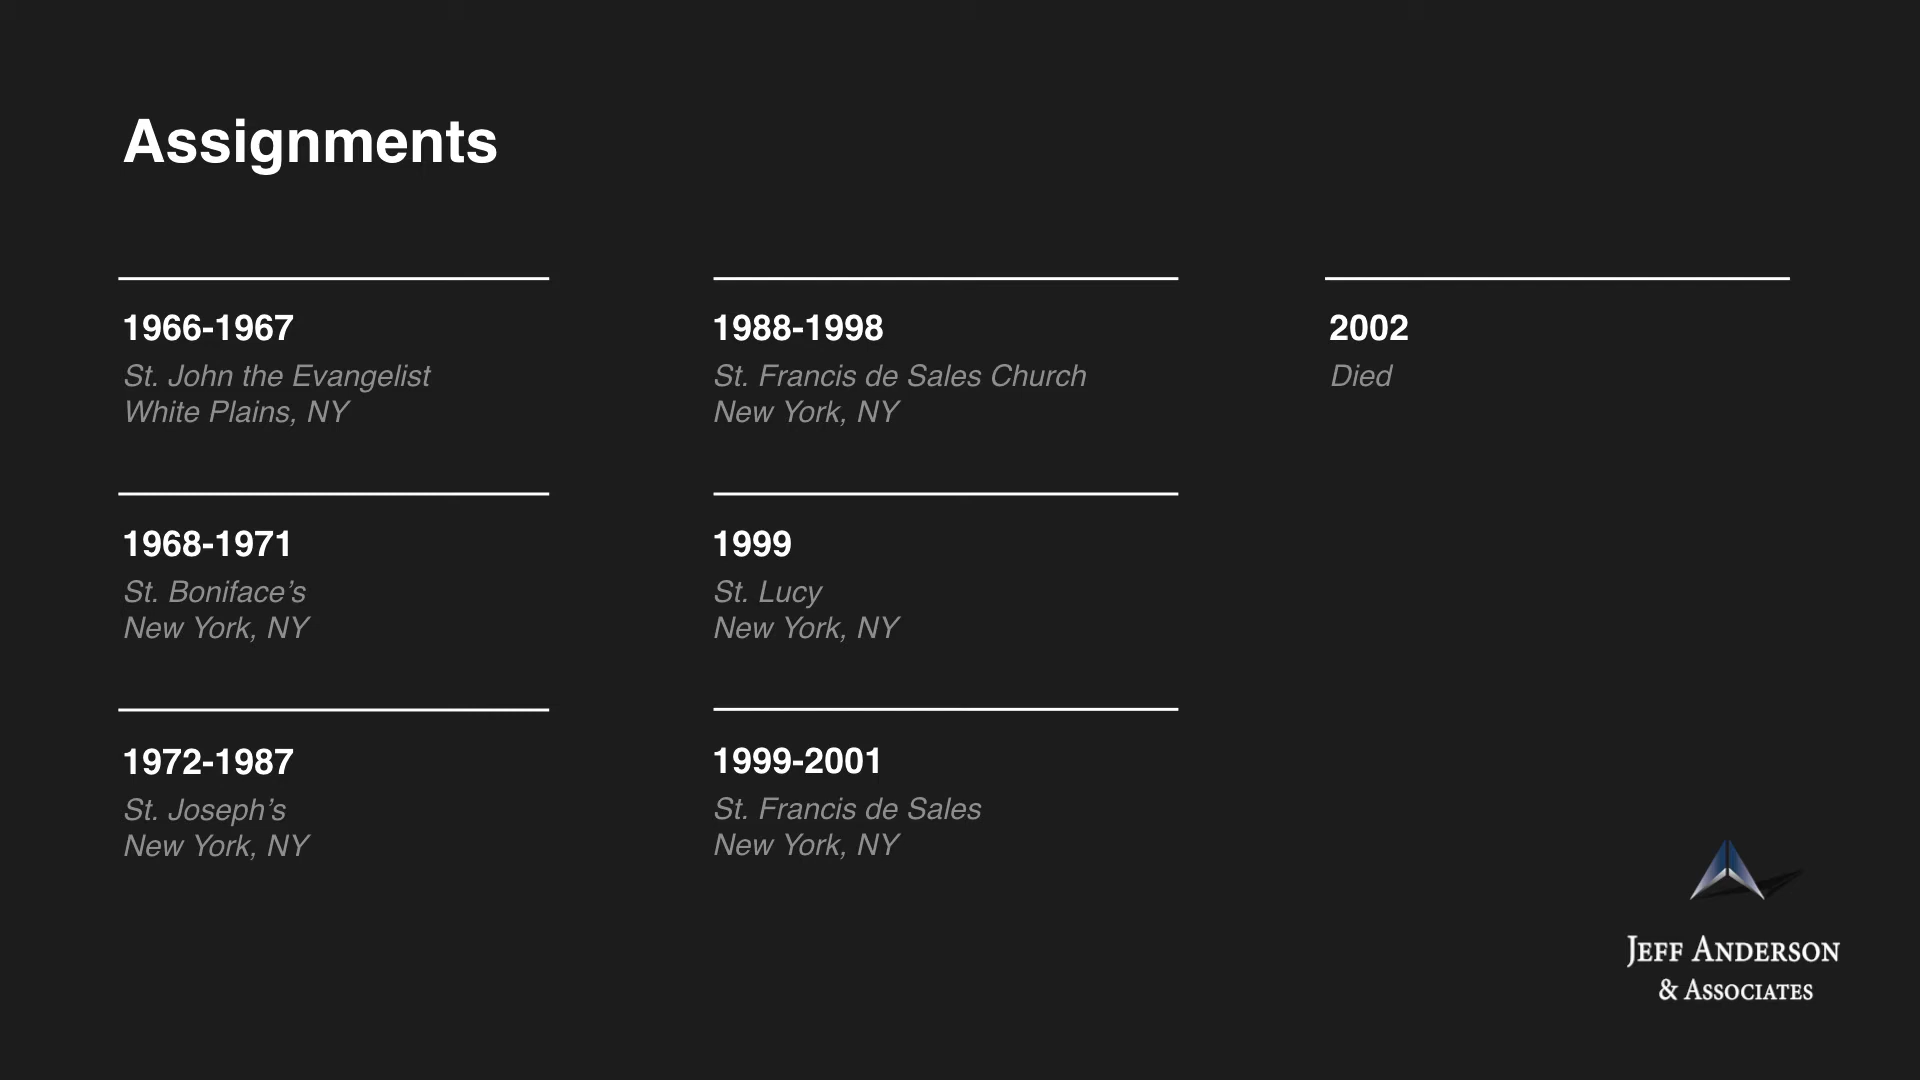 Assignments
1966-1967
St. John the Evangelist
White Plains, NY
1968-1971
St. Boniface’s
New York, NY
1972-1987
St. Joseph’s
New York, NY
1988-1998
St. Francis de Sales Church
New York, NY
1999
St. Lucy
New York, NY
1999-2001
St. Francis de Sales
New York, NY
2002
Died
JEFF ANDERSON
& ASSOCIATES